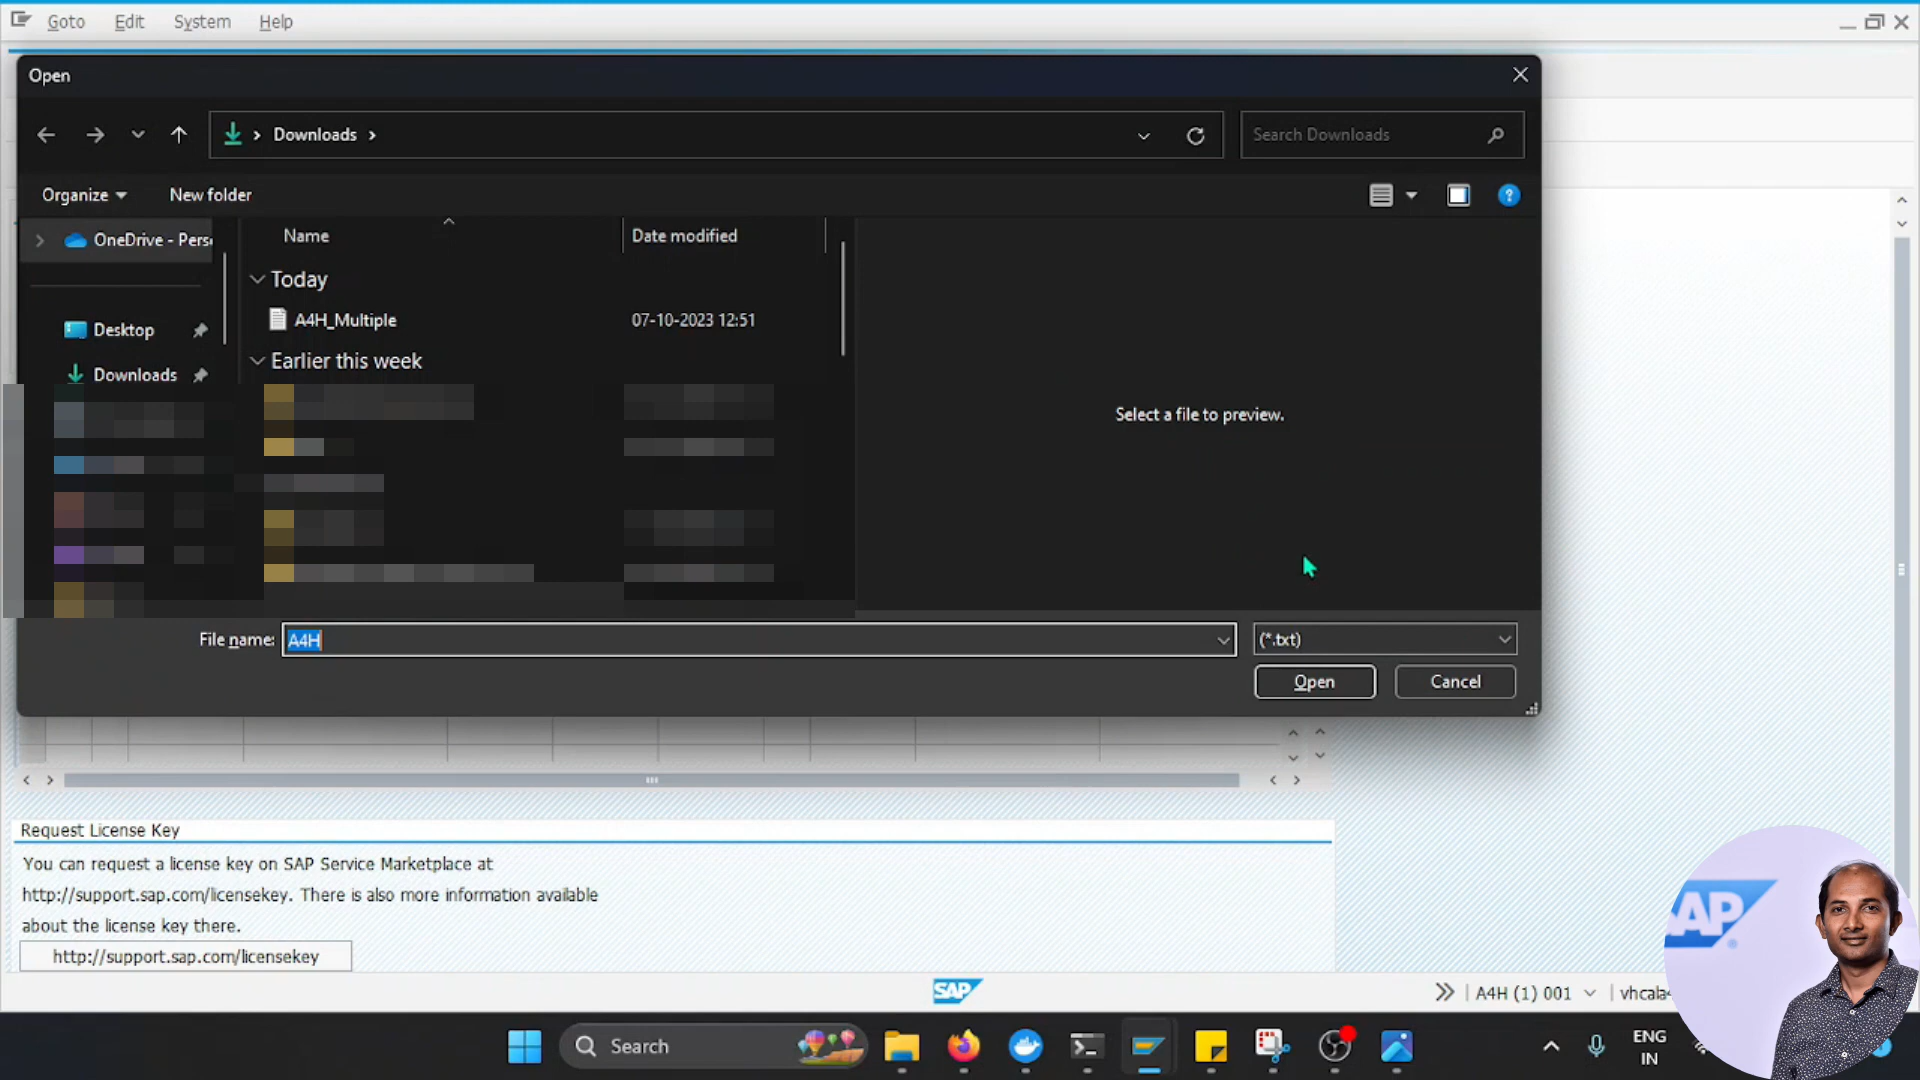 Goto Edit System Help
Open
Downloads
Search Downloads
Organize New folder
OneDrive - Pers
Name Date modified
Today
A4H_Multiple 07-10-2023 12:51
Earlier this week
Desktop
Downloads
Select a file to preview.
File name: A4H (*.txt)
Open Cancel
Request License Key
You can request a license key on SAP Service Marketplace at
http://support.sap.com/licensekey. There is also more information available
about the license key there.
http://support.sap.com/licensekey
SAP
A4H (1) 001 vhcala4
SAP
Search
ENG
IN